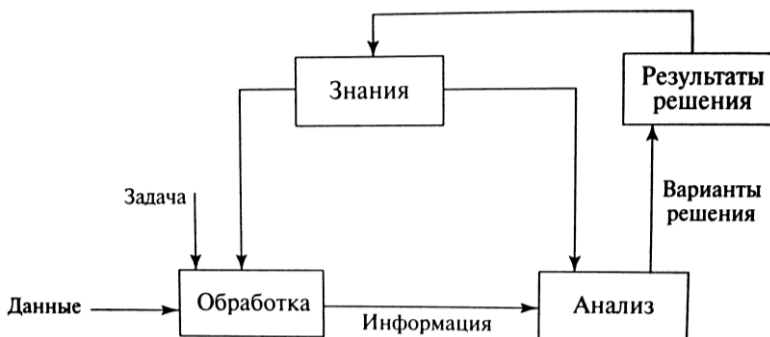 Знания
Результаты
решения
Задача
Варианты
решения
Данные
Обработка
Информация
Анализ